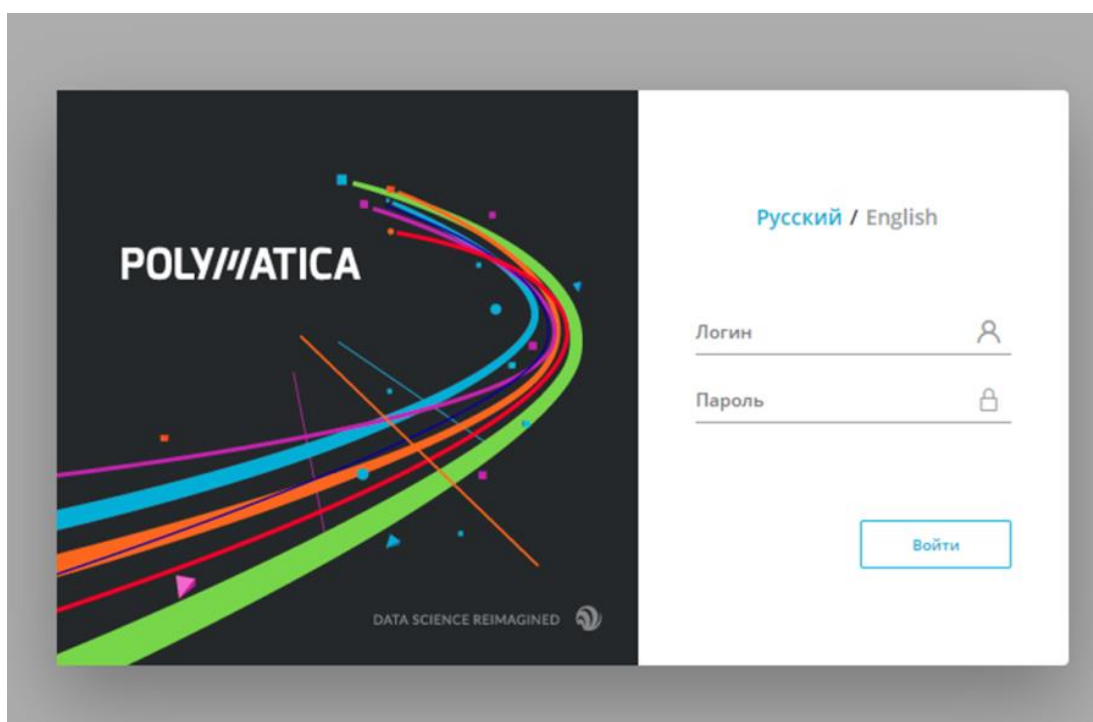 POLYMATICA
DATA SCIENCE REIMAGINED
Русский / English
Логин
Пароль
Войти